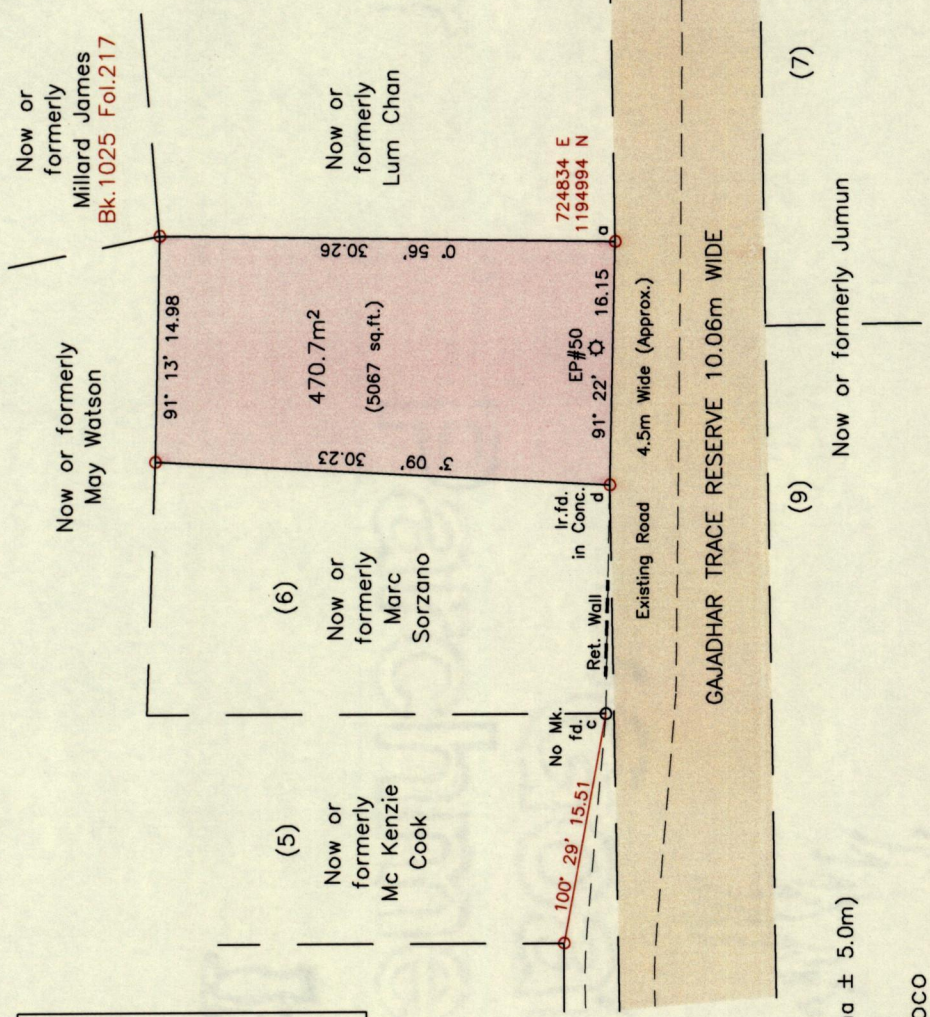 Now or
formerly
Millard James
Bk.1025 Fol.217
Now or formerly
May Watson
Now or
formerly
Lum Chan
91° 13' 14.98
0° 56' 30.26
470.7m²
(5067 sq.ft.)
3° 09' 30.23
EP#50
91° 22' 16.15
724834 E
1194994 N
a
(6)
Now or
formerly
Marc
Sorzano
Ir.fd.
in Conc.
d
Ret. Wall
(5)
Now or
formerly
Mc Kenzie
Cook
No Mk.
fd.
c
100° 29' 15.51
Existing Road 4.5m Wide (Approx.)
GAJADHAR TRACE RESERVE 10.06m WIDE
(7)
(9)
Now or formerly Jumun
a ± 5.0m)
OCO